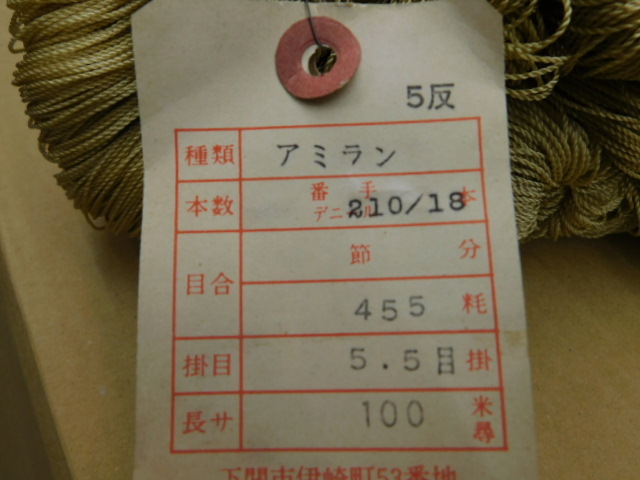 5反
種類 アミラン
本数 番手 デニール 210/18 本
目合 節 分
455 粍
掛目 5.5目 掛
長サ 100 米 尋
下関市伊崎町53番地